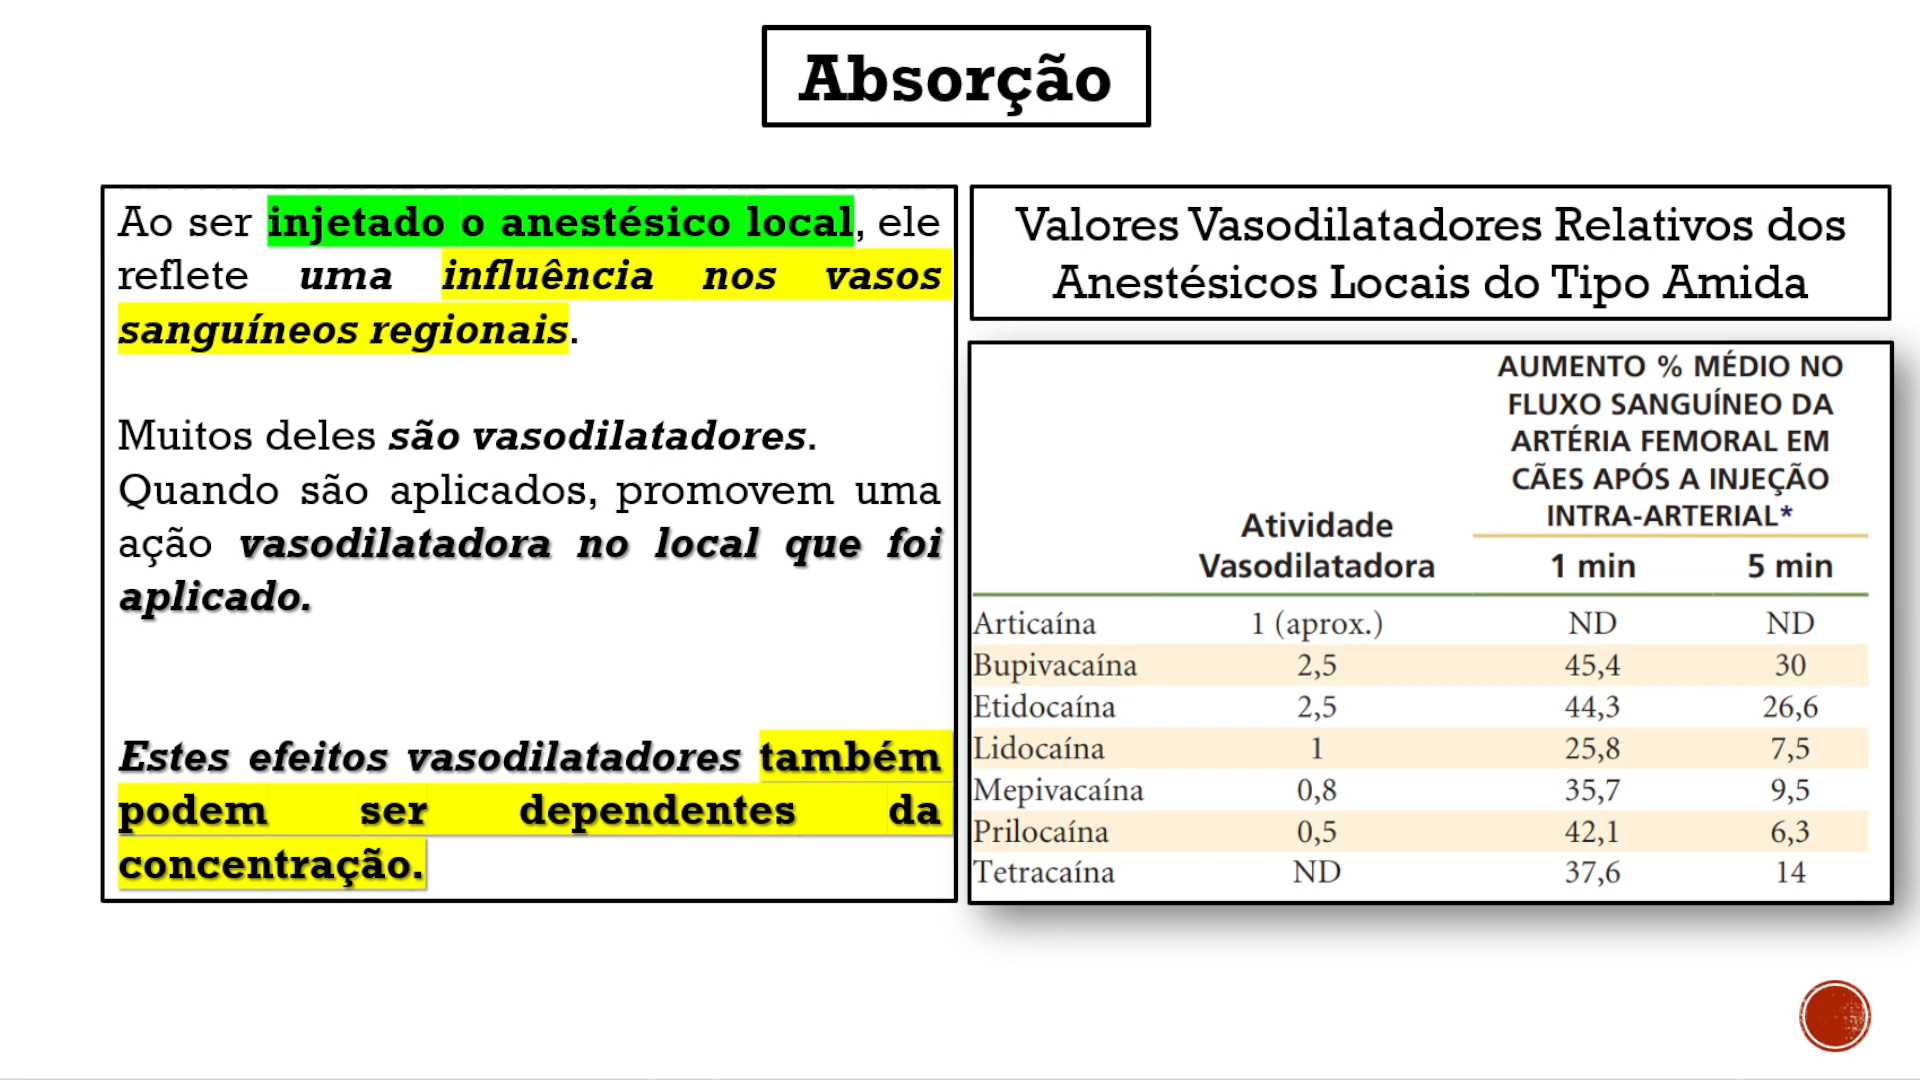 Absorção
Ao ser injetado o anestésico local, ele
reflete uma influência nos vasos
sanguíneos regionais.
Muitos deles são vasodilatadores.
Quando são aplicados, promovem uma
ação vasodilatadora no local que foi
aplicado.
Estes efeitos vasodilatadores também
podem ser dependentes da
concentração.
Valores Vasodilatadores Relativos dos
Anestésicos Locais do Tipo Amida
AUMENTO % MÉDIO NO
FLUXO SANGUÍNEO DA
ARTÉRIA FEMORAL EM
CÃES APÓS A INJEÇÃO
INTRA-ARTERIAL*
Atividade
Vasodilatadora 1 min 5 min
Articaína 1 (aprox.) ND ND
Bupivacaína 2,5 45,4 30
Etidocaína 2,5 44,3 26,6
Lidocaína 1 25,8 7,5
Mepivacaína 0,8 35,7 9,5
Prilocaína 0,5 42,1 6,3
Tetracaína ND 37,6 14